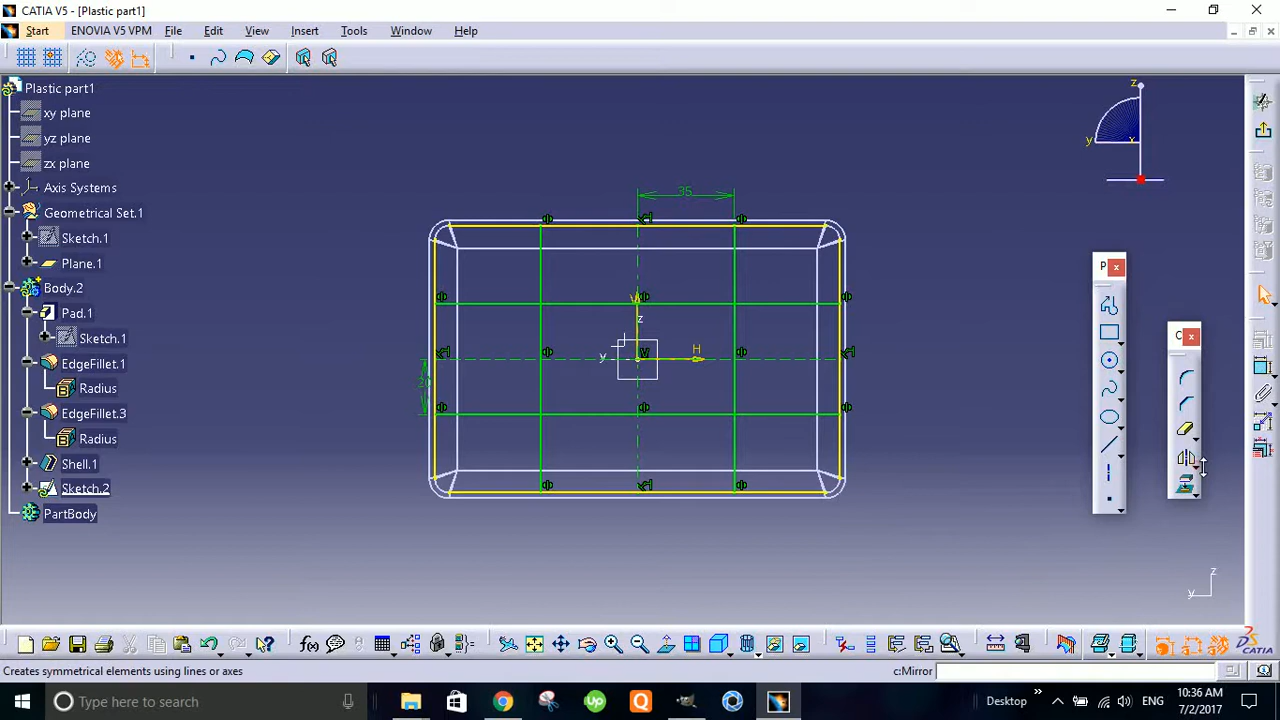 CATIA V5 - [Plastic part1]
Start ENOVIA V5 VPM File Edit View Insert Tools Window Help
Plastic part1
xy plane
yz plane
zx plane
Axis Systems
Geometrical Set.1
Sketch.1
Plane.1
Body.2
Pad.1
Sketch.1
EdgeFillet.1
Radius
EdgeFillet.3
Radius
Shell.1
Sketch.2
PartBody
35
20
V
z
y
H
V
z
y
x
P
C
z
y
f(x)
CATIA
Creates symmetrical elements using lines or axes
c:Mirror
Type here to search
up
Q
Desktop
ENG
10:36 AM
7/2/2017